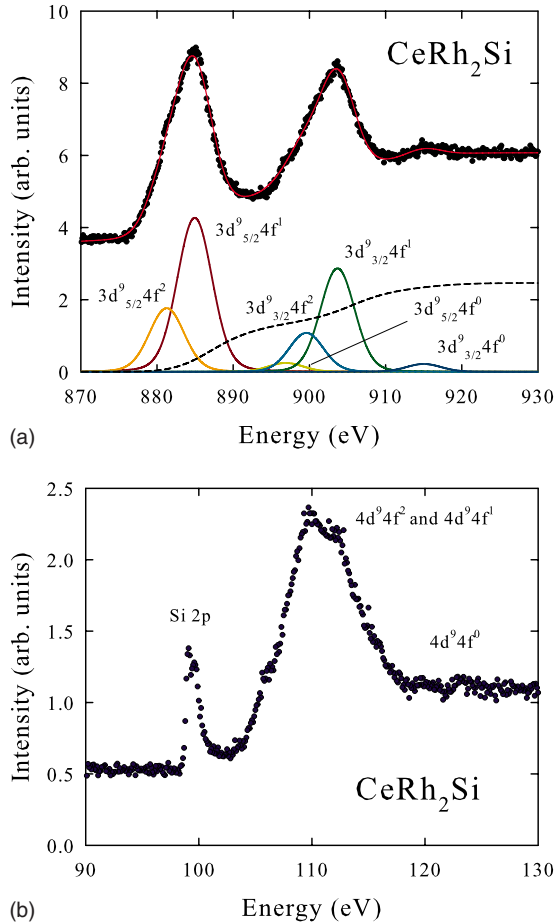 CeRh₂Si
Intensity (arb. units)
10
8
6
4
2
0
3d⁹₅/₂4f²
3d⁹₅/₂4f¹
3d⁹₃/₂4f²
3d⁹₃/₂4f¹
3d⁹₅/₂4f⁰
3d⁹₃/₂4f⁰
870 880 890 900 910 920 930
(a)
Energy (eV)
Intensity (arb. units)
2.5
2.0
1.5
1.0
0.5
0.0
4d⁹4f² and 4d⁹4f¹
Si 2p
4d⁹4f⁰
CeRh₂Si
90 100 110 120 130
(b)
Energy (eV)